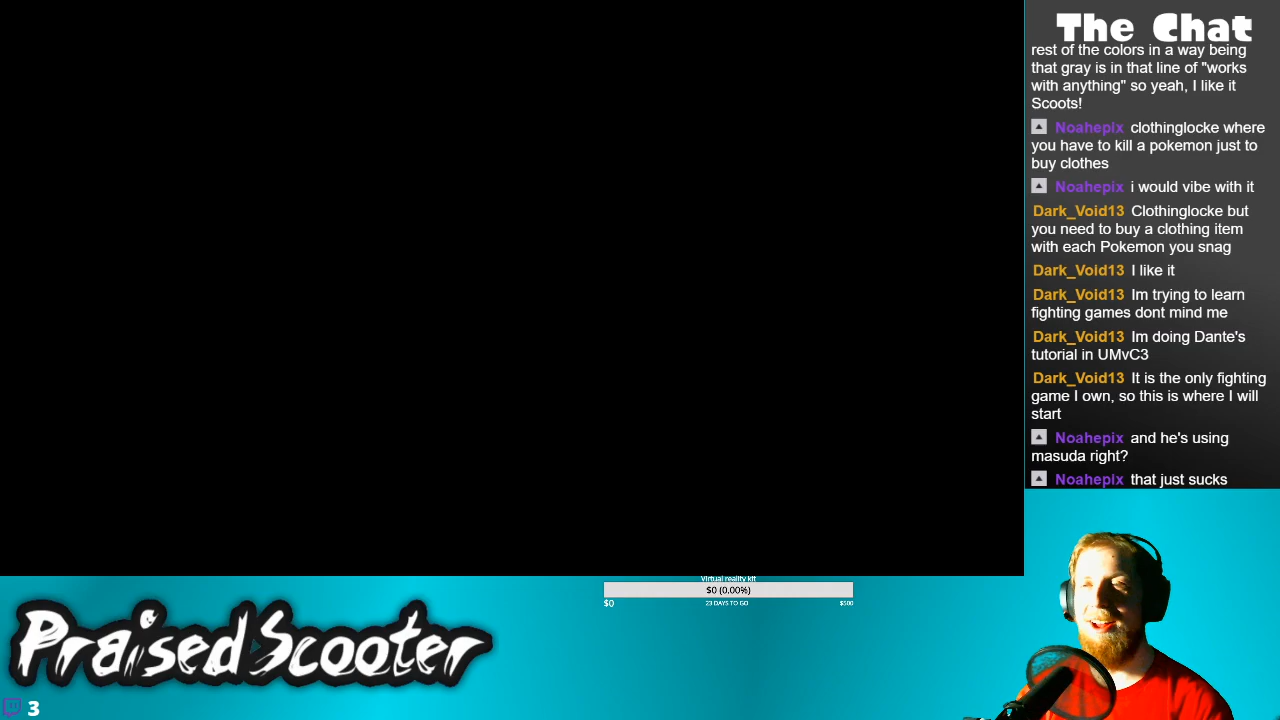 The Chat
rest of the colors in a way being
that gray is in that line of "works
with anything" so yeah, I like it
Scoots!
Noahepix clothinglocke where
you have to kill a pokemon just to
buy clothes
Noahepix i would vibe with it
Dark_Void13 Clothinglocke but
you need to buy a clothing item
with each Pokemon you snag
Dark_Void13 I like it
Dark_Void13 Im trying to learn
fighting games dont mind me
Dark_Void13 Im doing Dante's
tutorial in UMvC3
Dark_Void13 It is the only fighting
game I own, so this is where I will
start
Noahepix and he's using
masuda right?
Noahepix that just sucks
Virtual reality kit
$0 (0.00%)
$0 23 DAYS TO GO $500
Praised Scooter
3